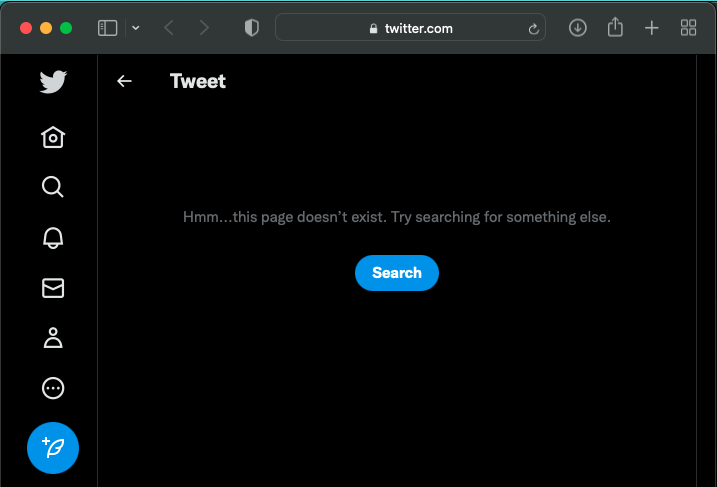 twitter.com
Tweet
Hmm...this page doesn’t exist. Try searching for something else.
Search